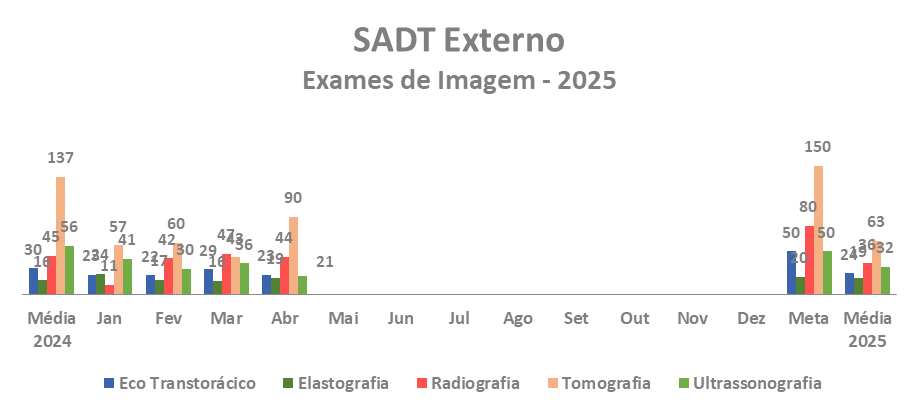 SADT Externo
Exames de Imagem - 2025
137
150
90
80
57
60
63
56
45
47
44
50
50
42
43
41
36
36
30
30
29
32
23
24
22
23
24
21
16
17
16
19
20
19
11
Média 2024
Jan
Fev
Mar
Abr
Mai
Jun
Jul
Ago
Set
Out
Nov
Dez
Meta
Média 2025
Eco Transtorácico
Elastografia
Radiografia
Tomografia
Ultrassonografia